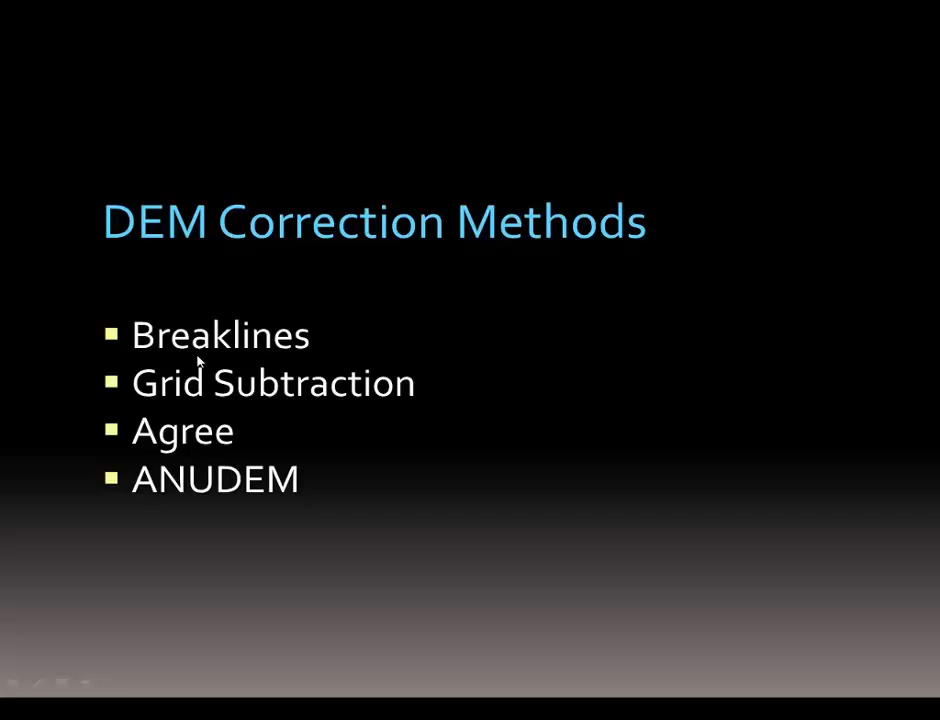 DEM Correction Methods
Breaklines
Grid Subtraction
Agree
ANUDEM